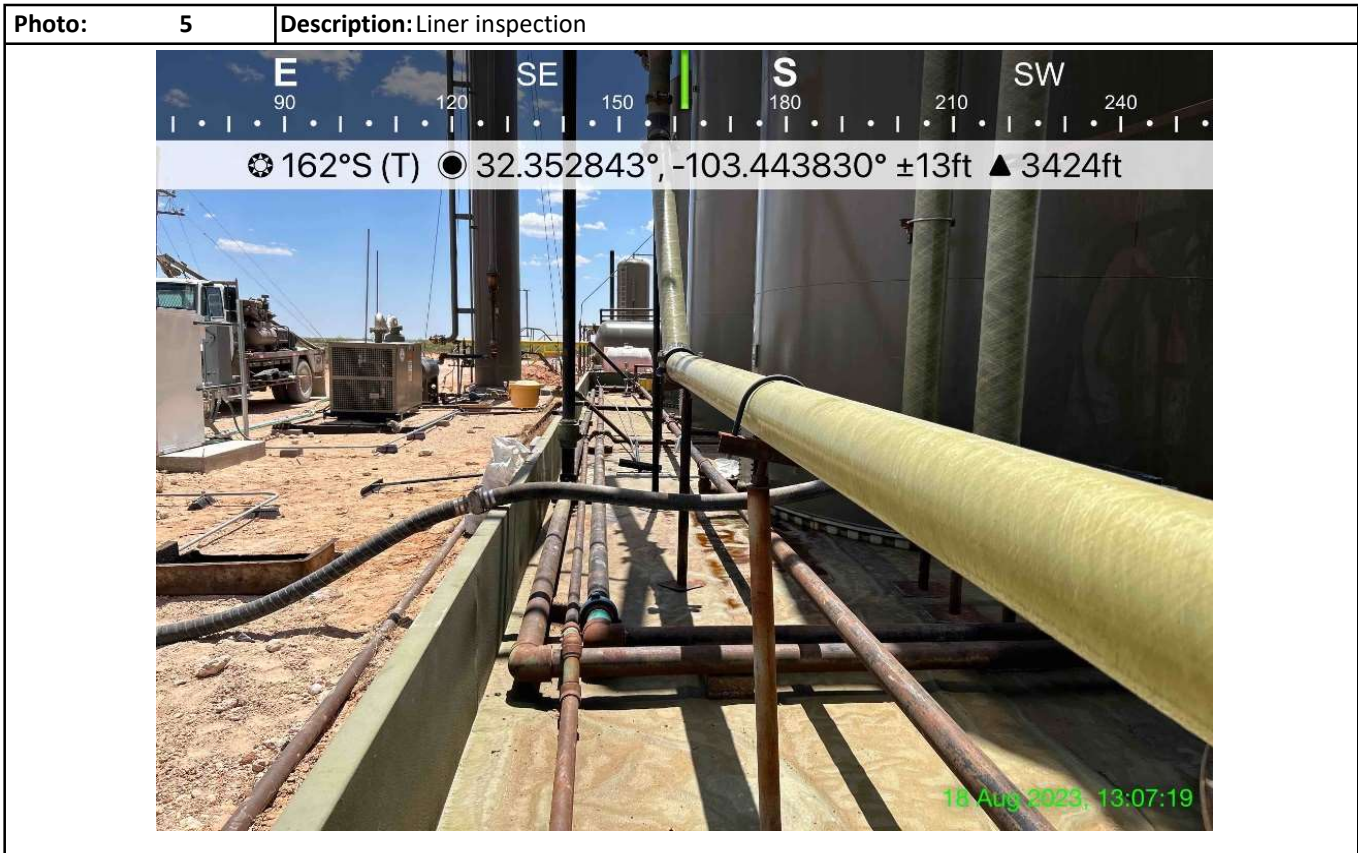 Photo: 5 Description: Liner inspection
E SE S SW
90 120 150 180 210 240
162°S (T) 32.352843°, -103.443830° ±13ft ▲ 3424ft
18 Aug 2023, 13:07:19